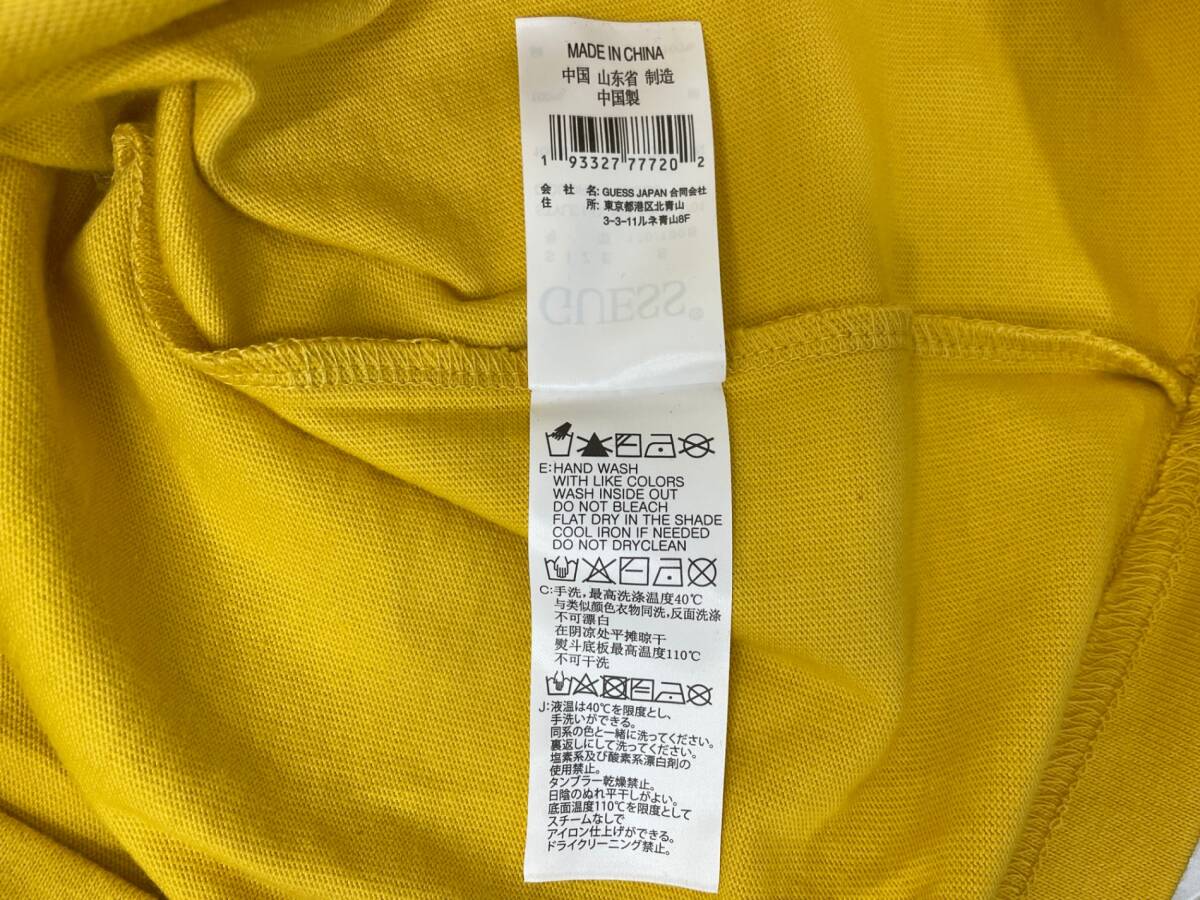 MADE IN CHINA
中国 山东省 制造
中国製
1 93327 77720 2
会 社 名: GUESS JAPAN 合同会社
住 所: 東京都港区北青山
3-3-11ルネ青山8F
GUESS®
E: HAND WASH
WITH LIKE COLORS
WASH INSIDE OUT
DO NOT BLEACH
FLAT DRY IN THE SHADE
COOL IRON IF NEEDED
DO NOT DRYCLEAN
C: 手洗,最高洗涤温度40℃
与类似颜色衣物同洗,反面洗涤
不可漂白
在阴凉处平摊晾干
熨斗底板最高温度110℃
不可干洗
J: 液温は40℃を限度とし、
手洗いができる。
同系の色と一緒に洗ってください。
裏返しにして洗ってください。
塩素系及び酸素系漂白剤の
使用禁止。
タンブラー乾燥禁止。
日陰のぬれ平干しがよい。
底面温度110℃を限度として
スチームなしで
アイロン仕上げができる。
ドライクリーニング禁止。